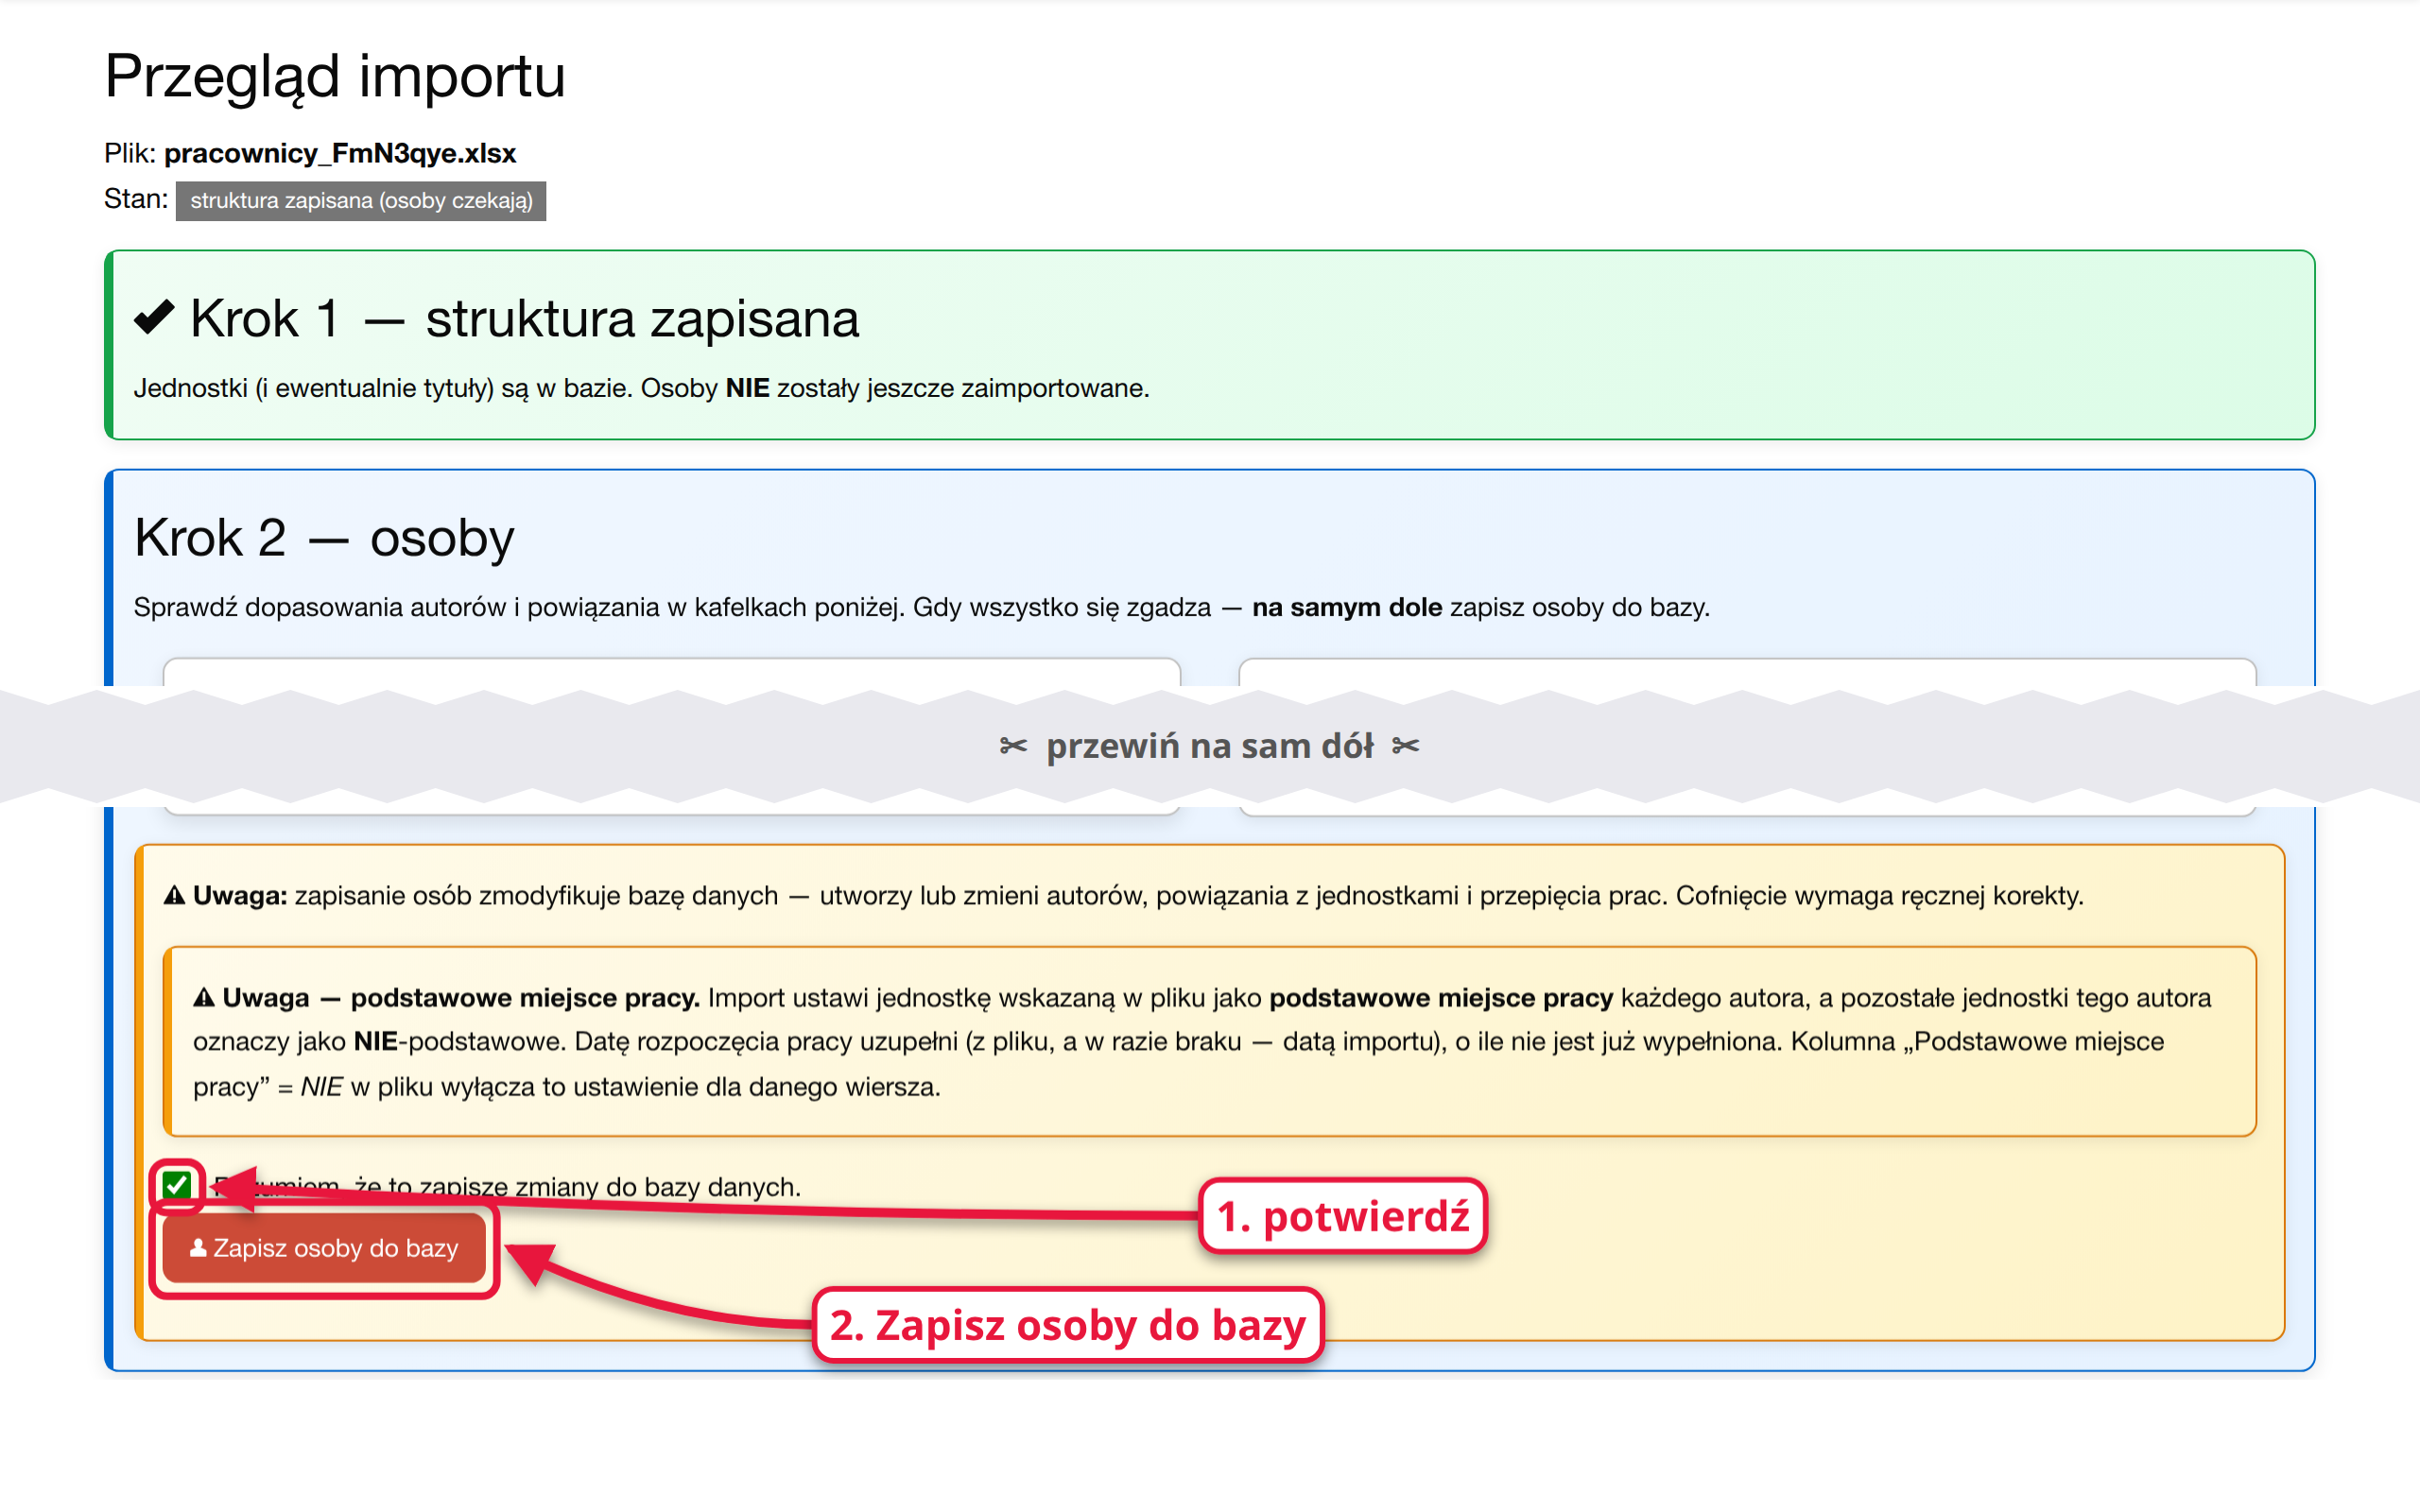 Przegląd importu
Plik: pracownicy_FmN3qye.xlsx
Stan: struktura zapisana (osoby czekają)
Krok 1 — struktura zapisana
Jednostki (i ewentualnie tytuły) są w bazie. Osoby NIE zostały jeszcze zaimportowane.
Krok 2 — osoby
Sprawdź dopasowania autorów i powiązania w kafelkach poniżej. Gdy wszystko się zgadza — na samym dole zapisz osoby do bazy.
✂ przewiń na sam dół ✂
Uwaga: zapisanie osób zmodyfikuje bazę danych — utworzy lub zmieni autorów, powiązania z jednostkami i przepięcia prac. Cofnięcie wymaga ręcznej korekty.
Uwaga — podstawowe miejsce pracy. Import ustawi jednostkę wskazaną w pliku jako podstawowe miejsce pracy każdego autora, a pozostałe jednostki tego autora
oznaczy jako NIE-podstawowe. Datę rozpoczęcia pracy uzupełni (z pliku, a w razie braku — datą importu), o ile nie jest już wypełniona. Kolumna „Podstawowe miejsce
pracy” = NIE w pliku wyłącza to ustawienie dla danego wiersza.
Rozumiem, że to zapisze zmiany do bazy danych.
1. potwierdź
Zapisz osoby do bazy
2. Zapisz osoby do bazy